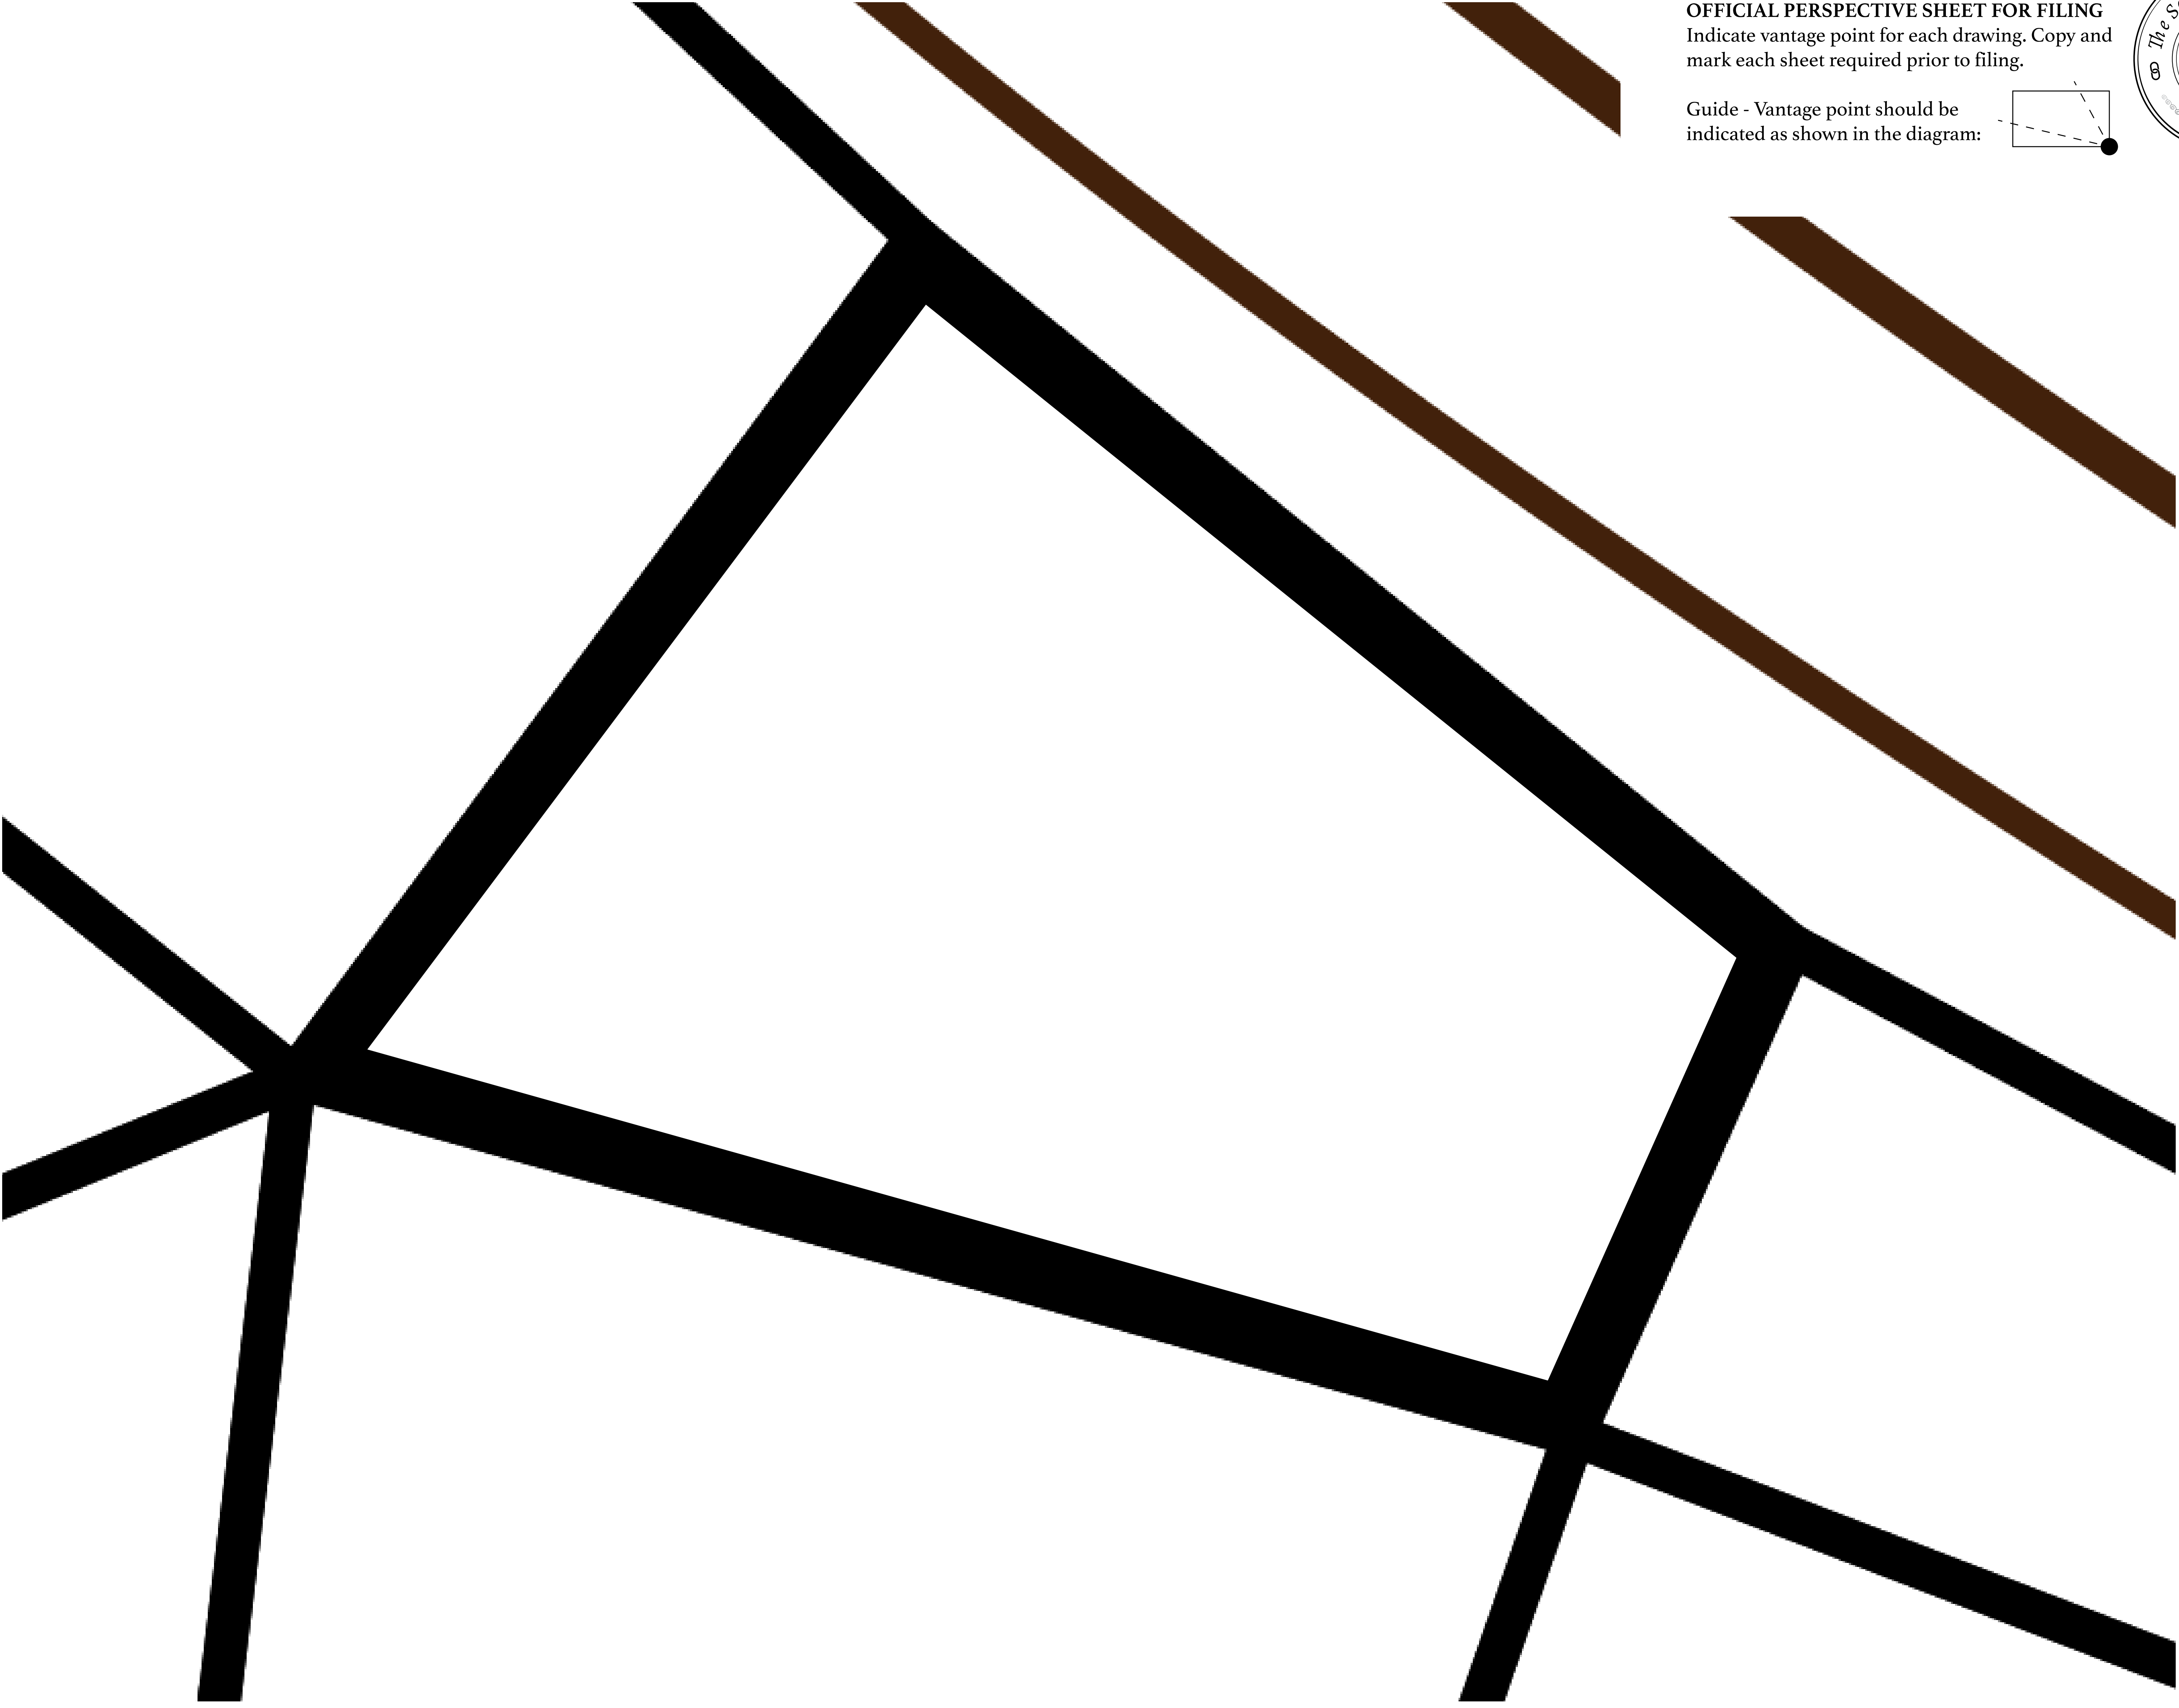 OFFICIAL PERSPECTIVE SHEET FOR FILING
Indicate vantage point for each drawing. Copy and
mark each sheet required prior to filing.
Guide - Vantage point should be
indicated as shown in the diagram:
The